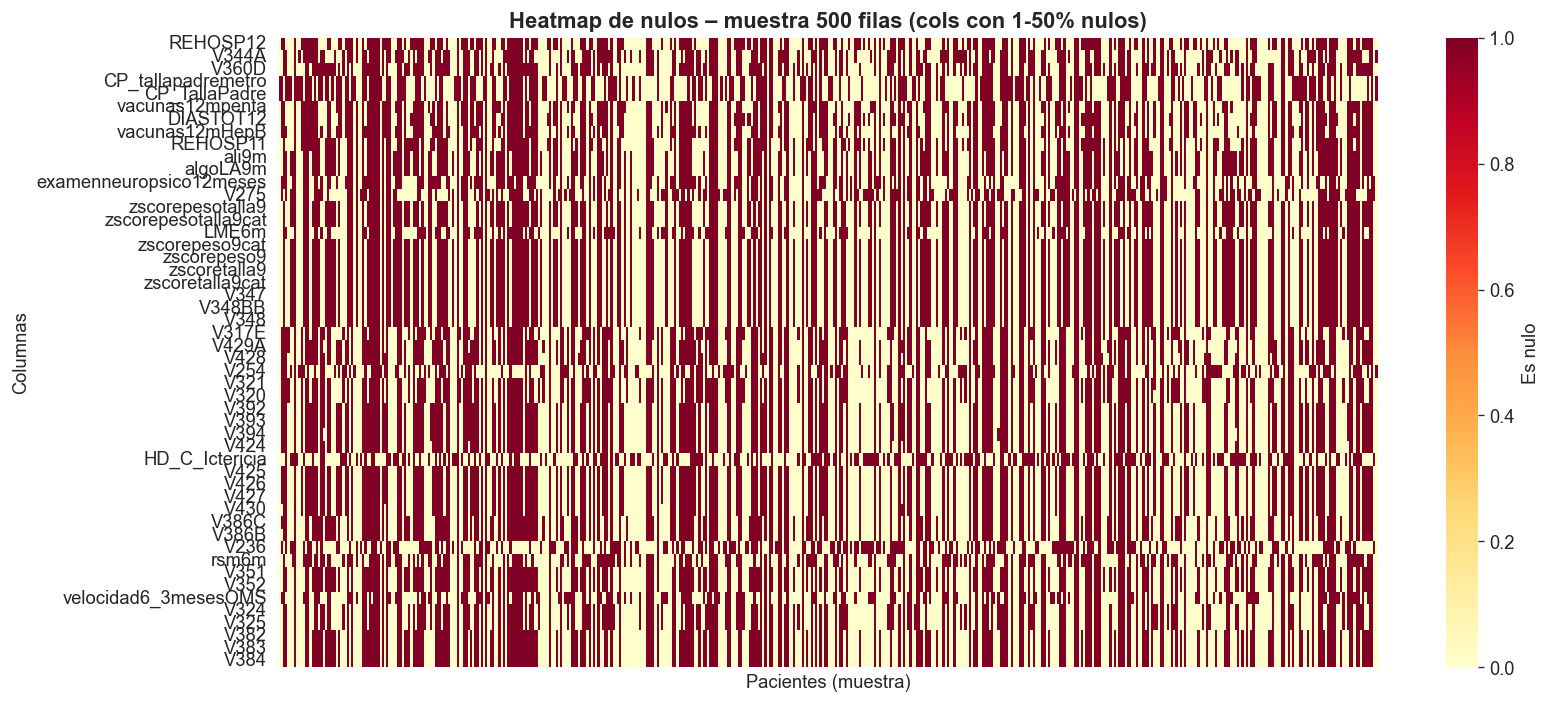 Heatmap de nulos – muestra 500 filas (cols con 1-50% nulos)
REHOSP12
V344A
V360D
CP_tallapadremetro
CP_TallaPadre
vacunas12mpenta
DIASTOT12
vacunas12mHepB
REHOSP11
ali9m
algoLA9m
examenneuropsico12meses
V275
zscorepesotalla9
zscorepesotalla9cat
LME6m
zscorepeso9cat
zscorepeso9
zscoretalla9
zscoretalla9cat
V347
V348BB
V348
V317E
V429A
V428
V254
V321
V320
V392
V393
V394
V424
HD_C_Ictericia
V425
V426
V427
V430
V386C
V386B
V236
rsm6m
V351
V352
velocidad6_3mesesOMS
V324
V325
V382
V383
V384
Columnas
Pacientes (muestra)
1.0
0.8
0.6
0.4
0.2
0.0
Es nulo